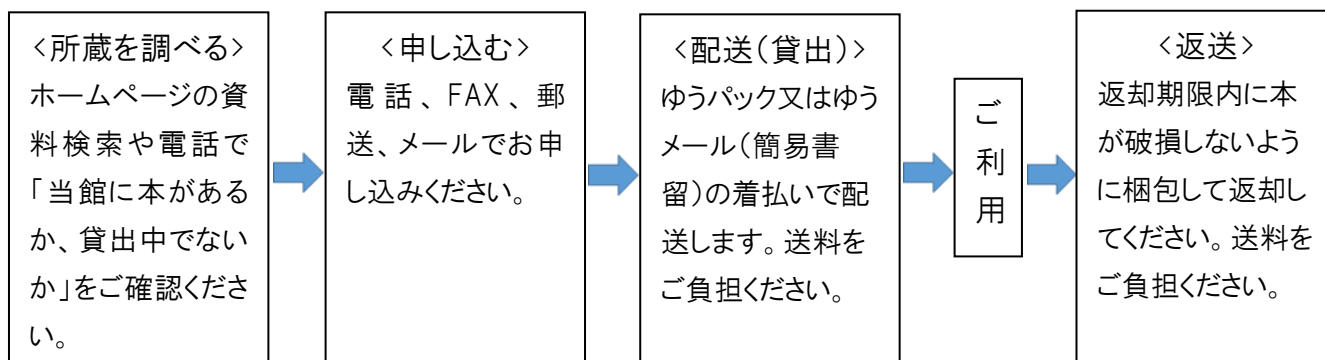 <所蔵を調べる>
ホームページの資
料検索や電話で
「当館に本がある
か、貸出中でない
か」をご確認くださ
い。
<申し込む>
電話、FAX、郵
送、メールでお申
し込みください。
<配送(貸出)>
ゆうパック又はゆう
メール(簡易書
留)の着払いで配
送します。送料を
ご負担ください。
ご
利
用
<返送>
返却期限内に本
が破損しないよう
に梱包して返却し
てください。送料を
ご負担ください。